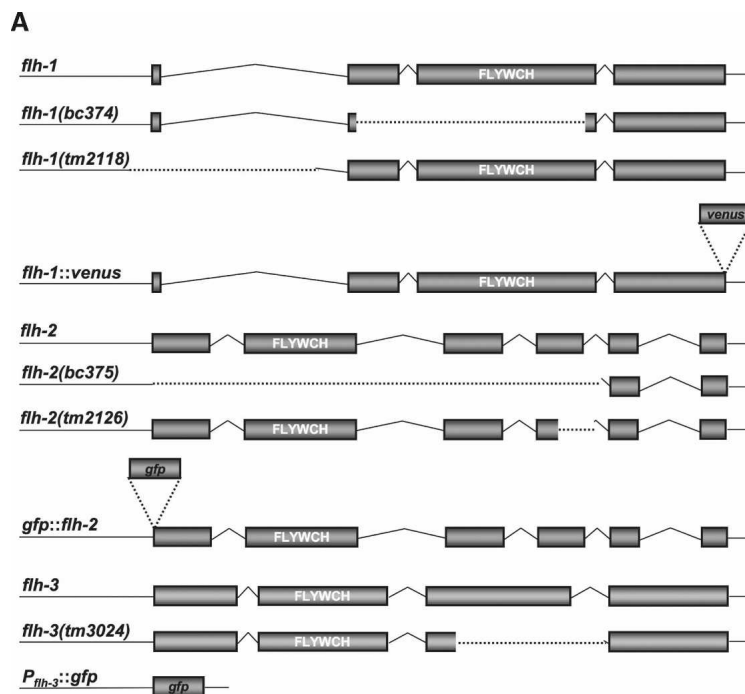 A
flh-1
FLYWCH
flh-1(bc374)
flh-1(tm2118)
FLYWCH
venus
flh-1::venus
FLYWCH
flh-2
FLYWCH
flh-2(bc375)
flh-2(tm2126)
FLYWCH
gfp
gfp::flh-2
FLYWCH
flh-3
FLYWCH
flh-3(tm3024)
FLYWCH
Pflh-3::gfp
gfp